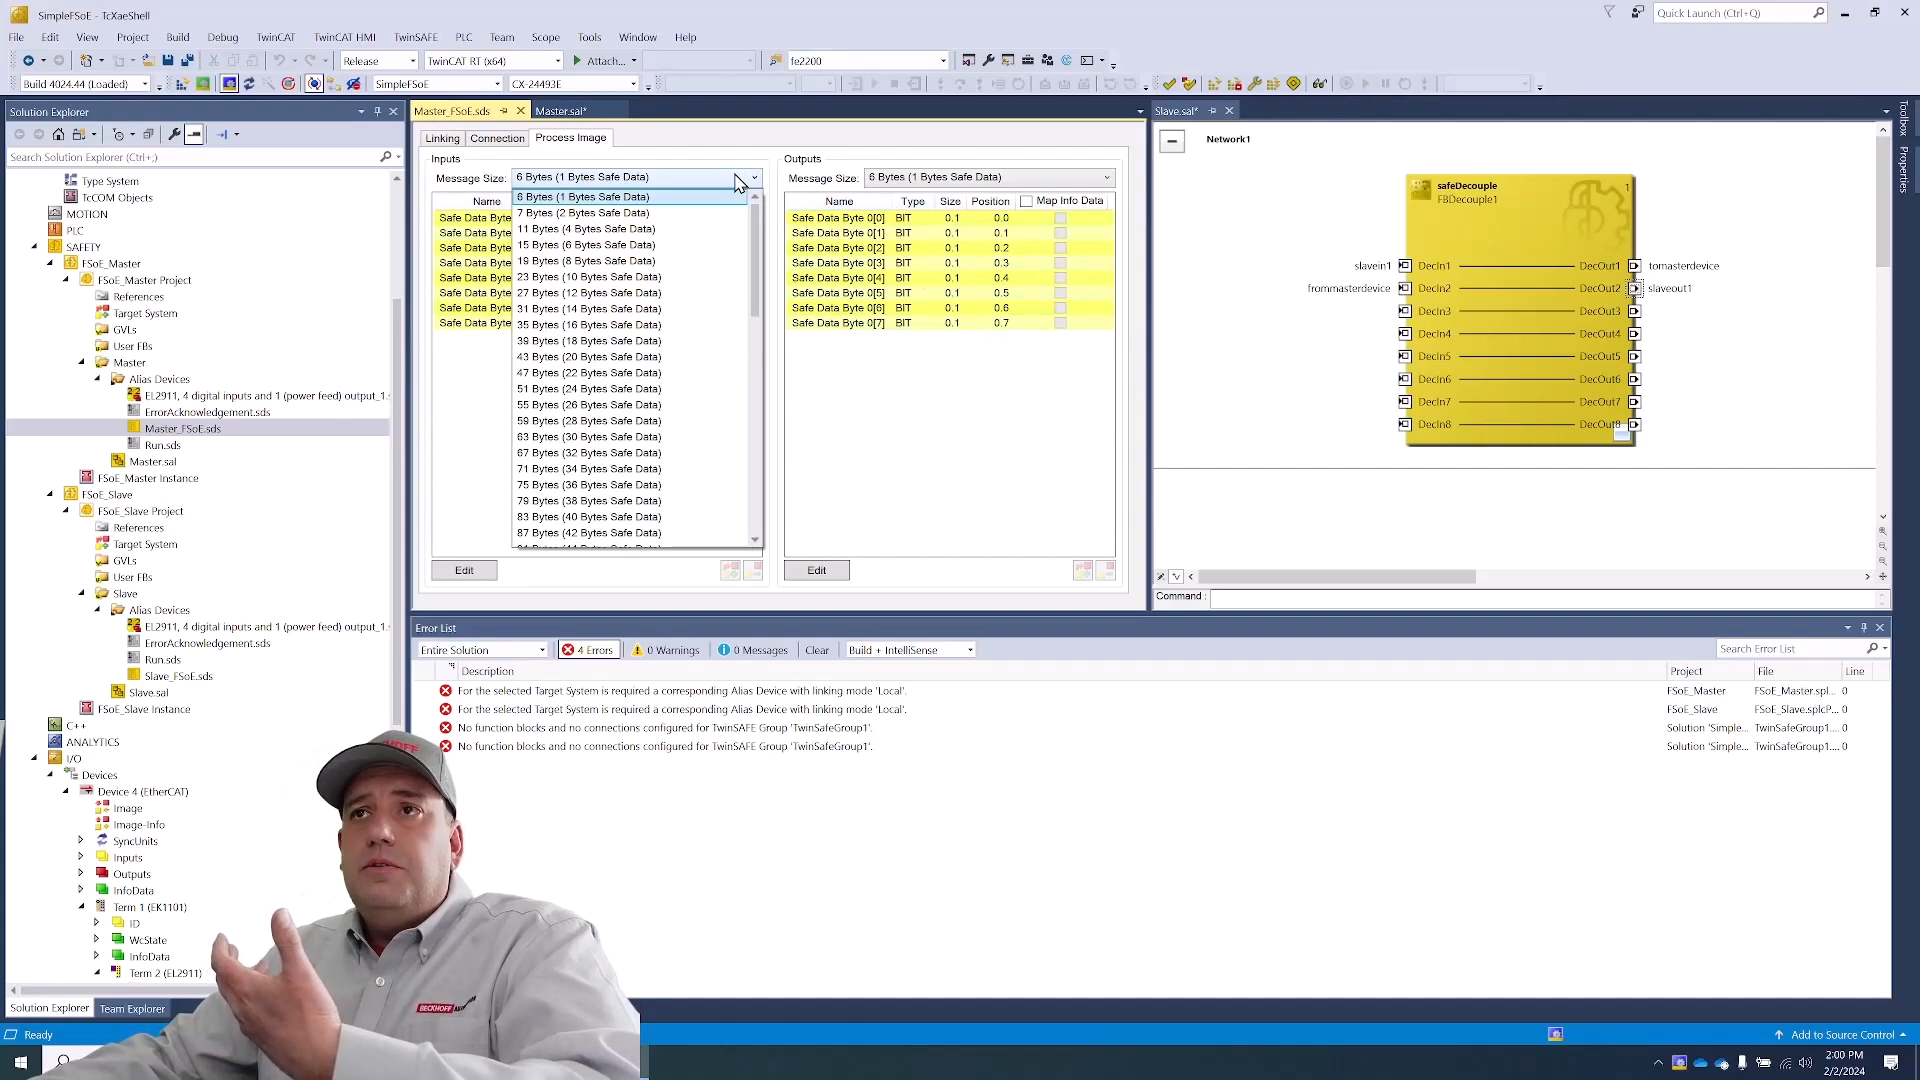 SimpleFSoE - TcXaeShell
Quick Launch (Ctrl+Q)
File Edit View Project Build Debug TwinCAT TwinCAT HMI TwinSAFE PLC Team Scope Tools Window Help
Release TwinCAT RT (x64) Attach... fe2200
Build 4024.44 (Loaded) SimpleFSoE CX-24493E
Solution Explorer
Search Solution Explorer (Ctrl+;)
Type System
TcCOM Objects
MOTION
PLC
SAFETY
FSoE_Master
FSoE_Master Project
References
Target System
GVLs
User FBs
Master
Alias Devices
EL2911, 4 digital inputs and 1 (power feed) output_1.
ErrorAcknowledgement.sds
Master_FSoE.sds
Run.sds
Master.sal
FSoE_Master Instance
FSoE_Slave
FSoE_Slave Project
References
Target System
GVLs
User FBs
Slave
Alias Devices
EL2911, 4 digital inputs and 1 (power feed) output_1.
ErrorAcknowledgement.sds
Run.sds
Slave_FSoE.sds
Slave.sal
FSoE_Slave Instance
C++
ANALYTICS
I/O
Devices
Device 4 (EtherCAT)
Image
Image-Info
SyncUnits
Inputs
Outputs
InfoData
Term 1 (EK1101)
ID
WcState
InfoData
Term 2 (EL2911)
Solution Explorer Team Explorer
Master_FSoE.sds Master.sal*
Linking Connection Process Image
Inputs
Message Size: 6 Bytes (1 Bytes Safe Data)
Name
Safe Data Byte
Safe Data Byte
Safe Data Byte
Safe Data Byte
Safe Data Byte
Safe Data Byte
Safe Data Byte
Safe Data Byte
6 Bytes (1 Bytes Safe Data)
7 Bytes (2 Bytes Safe Data)
11 Bytes (4 Bytes Safe Data)
15 Bytes (6 Bytes Safe Data)
19 Bytes (8 Bytes Safe Data)
23 Bytes (10 Bytes Safe Data)
27 Bytes (12 Bytes Safe Data)
31 Bytes (14 Bytes Safe Data)
35 Bytes (16 Bytes Safe Data)
39 Bytes (18 Bytes Safe Data)
43 Bytes (20 Bytes Safe Data)
47 Bytes (22 Bytes Safe Data)
51 Bytes (24 Bytes Safe Data)
55 Bytes (26 Bytes Safe Data)
59 Bytes (28 Bytes Safe Data)
63 Bytes (30 Bytes Safe Data)
67 Bytes (32 Bytes Safe Data)
71 Bytes (34 Bytes Safe Data)
75 Bytes (36 Bytes Safe Data)
79 Bytes (38 Bytes Safe Data)
83 Bytes (40 Bytes Safe Data)
87 Bytes (42 Bytes Safe Data)
Edit
Outputs
Message Size: 6 Bytes (1 Bytes Safe Data)
Name Type Size Position Map Info Data
Safe Data Byte 0[0] BIT 0.1 0.0
Safe Data Byte 0[1] BIT 0.1 0.1
Safe Data Byte 0[2] BIT 0.1 0.2
Safe Data Byte 0[3] BIT 0.1 0.3
Safe Data Byte 0[4] BIT 0.1 0.4
Safe Data Byte 0[5] BIT 0.1 0.5
Safe Data Byte 0[6] BIT 0.1 0.6
Safe Data Byte 0[7] BIT 0.1 0.7
Edit
Slave.sal*
Network1
safeDecouple 1
FBDecouple1
slavein1 DecIn1 DecOut1 tomasterdevice
frommasterdevice DecIn2 DecOut2 slaveout1
DecIn3 DecOut3
DecIn4 DecOut4
DecIn5 DecOut5
DecIn6 DecOut6
DecIn7 DecOut7
DecIn8 DecOut8
Command :
Toolbox
Properties
Error List
Entire Solution 4 Errors 0 Warnings 0 Messages Clear Build + IntelliSense Search Error List
Description Project File Line
For the selected Target System is required a corresponding Alias Device with linking mode 'Local'. FSoE_Master FSoE_Master.spl... 0
For the selected Target System is required a corresponding Alias Device with linking mode 'Local'. FSoE_Slave FSoE_Slave.splcP... 0
No function blocks and no connections configured for TwinSAFE Group 'TwinSafeGroup1'. Solution 'Simple... TwinSafeGroup1.... 0
No function blocks and no connections configured for TwinSAFE Group 'TwinSafeGroup1'. Solution 'Simple... TwinSafeGroup1.... 0
BECKHOFF
Ready
Add to Source Control
2:00 PM
2/2/2024